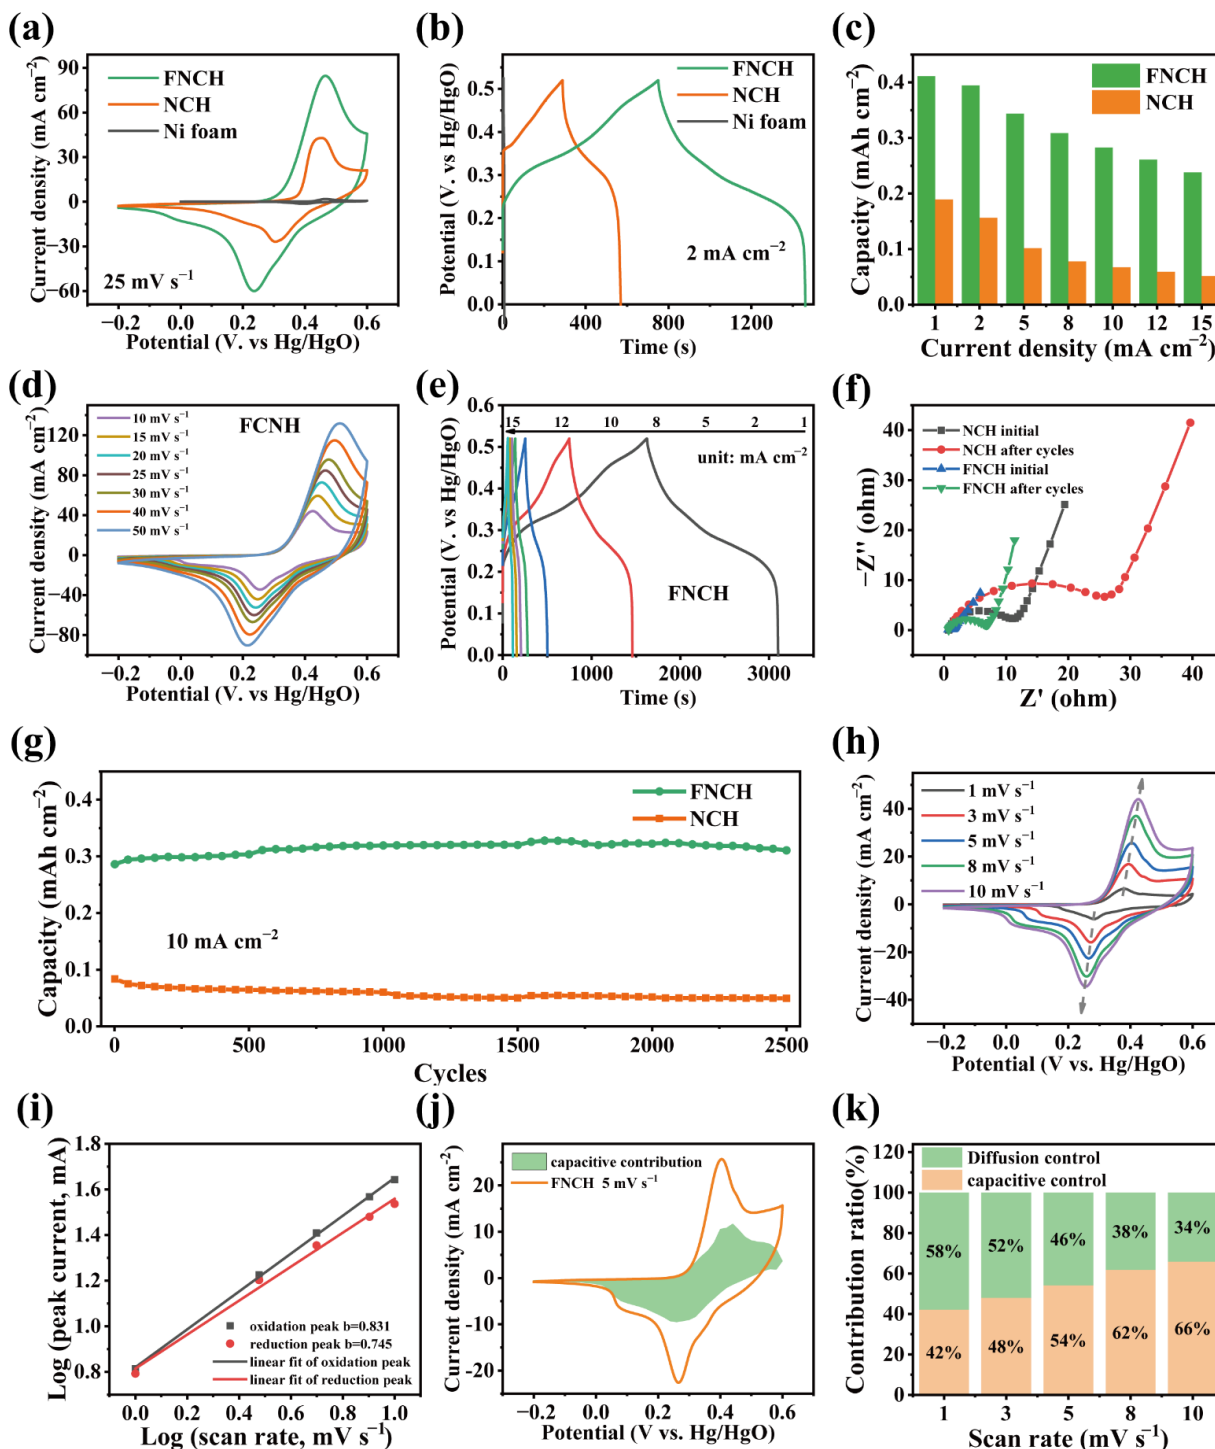 (a)
FNCH
NCH
Ni foam
25 mV s⁻¹
Current density (mA cm⁻²)
90
60
30
0
−30
−60
−0.2 0.0 0.2 0.4 0.6
Potential (V. vs Hg/HgO)
(b)
FNCH
NCH
Ni foam
2 mA cm⁻²
Potential (V. vs Hg/HgO)
0.5
0.4
0.3
0.2
0.1
0.0
0 400 800 1200
Time (s)
(c)
FNCH
NCH
Capacity (mAh cm⁻²)
0.4
0.3
0.2
0.1
0.0
1 2 5 8 10 12 15
Current density (mA cm⁻²)
(d)
10 mV s⁻¹
15 mV s⁻¹
20 mV s⁻¹
25 mV s⁻¹
30 mV s⁻¹
40 mV s⁻¹
50 mV s⁻¹
FCNH
Current density (mA cm⁻²)
120
80
40
0
−40
−80
−0.2 0.0 0.2 0.4 0.6
Potential (V. vs Hg/HgO)
(e)
15 12 10 8 5 2 1
unit: mA cm⁻²
FNCH
Potential (V. vs Hg/HgO)
0.6
0.5
0.4
0.3
0.2
0.1
0.0
0 1000 2000 3000
Time (s)
(f)
NCH initial
NCH after cycles
FNCH initial
FNCH after cycles
−Z'' (ohm)
40
30
20
10
0
0 10 20 30 40
Z' (ohm)
(g)
FNCH
NCH
10 mA cm⁻²
Capacity (mAh cm⁻²)
0.4
0.3
0.2
0.1
0.0
0 500 1000 1500 2000 2500
Cycles
(h)
1 mV s⁻¹
3 mV s⁻¹
5 mV s⁻¹
8 mV s⁻¹
10 mV s⁻¹
Current density (mA cm⁻²)
40
20
0
−20
−40
−0.2 0.0 0.2 0.4 0.6
Potential (V vs. Hg/HgO)
(i)
Log (peak current, mA)
1.8
1.6
1.4
1.2
1.0
0.8
oxidation peak b=0.831
reduction peak b=0.745
linear fit of oxidation peak
linear fit of reduction peak
0.0 0.2 0.4 0.6 0.8 1.0
Log (scan rate, mV s⁻¹)
(j)
capacitive contribution
FNCH 5 mV s⁻¹
Current density (mA cm⁻²)
20
10
0
-10
-20
−0.2 0.0 0.2 0.4 0.6
Potential (V vs. Hg/HgO)
(k)
Diffusion control
capacitive control
Contribution ratio(%)
120
100
80
60
40
20
0
58% 52% 46% 38% 34%
42% 48% 54% 62% 66%
1 3 5 8 10
Scan rate (mV s⁻¹)